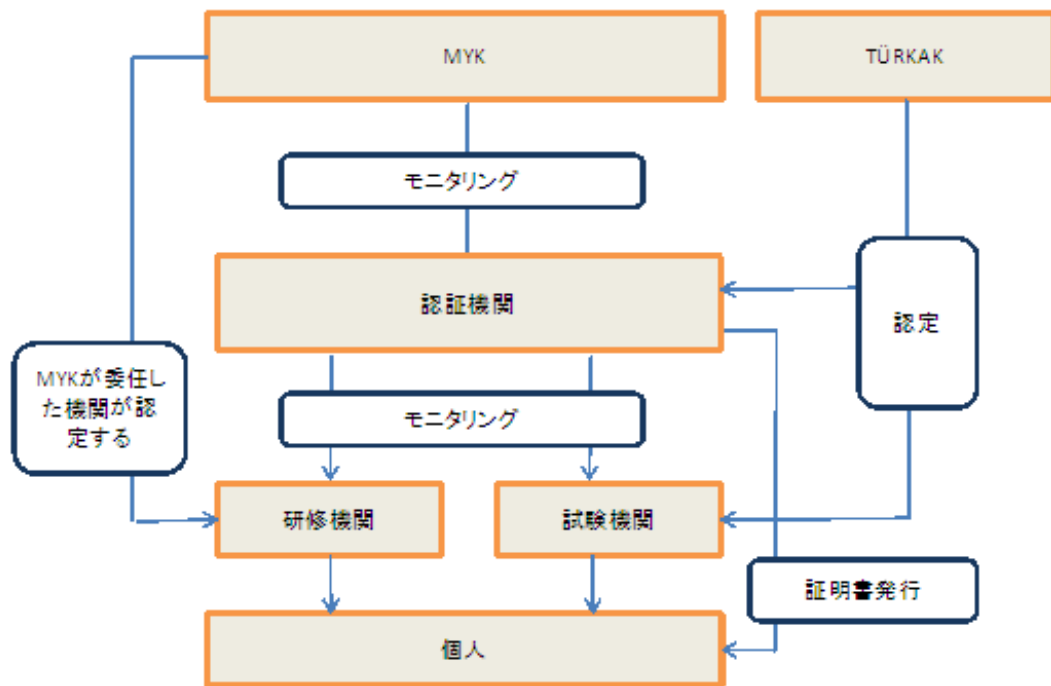 MYK
TÜRKAK
モニタリング
認証機関
認定
MYKが委任し
た機関が認
定する
モニタリング
研修機関
試験機関
証明書発行
個人